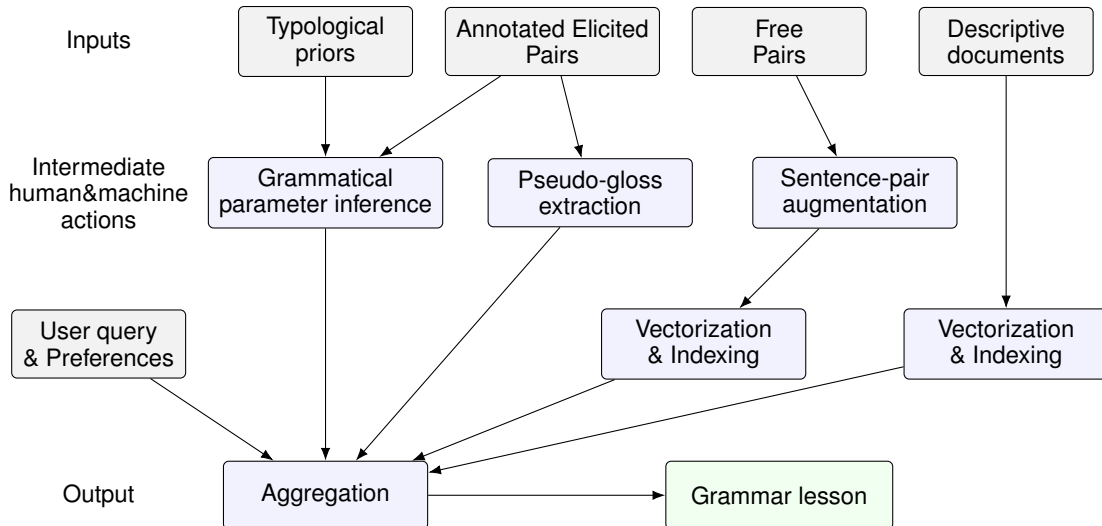 Inputs
Typological
priors
Annotated Elicited
Pairs
Free
Pairs
Descriptive
documents
Intermediate
human&machine
actions
Grammatical
parameter inference
Pseudo-gloss
extraction
Sentence-pair
augmentation
User query
& Preferences
Vectorization
& Indexing
Vectorization
& Indexing
Output
Aggregation
Grammar lesson